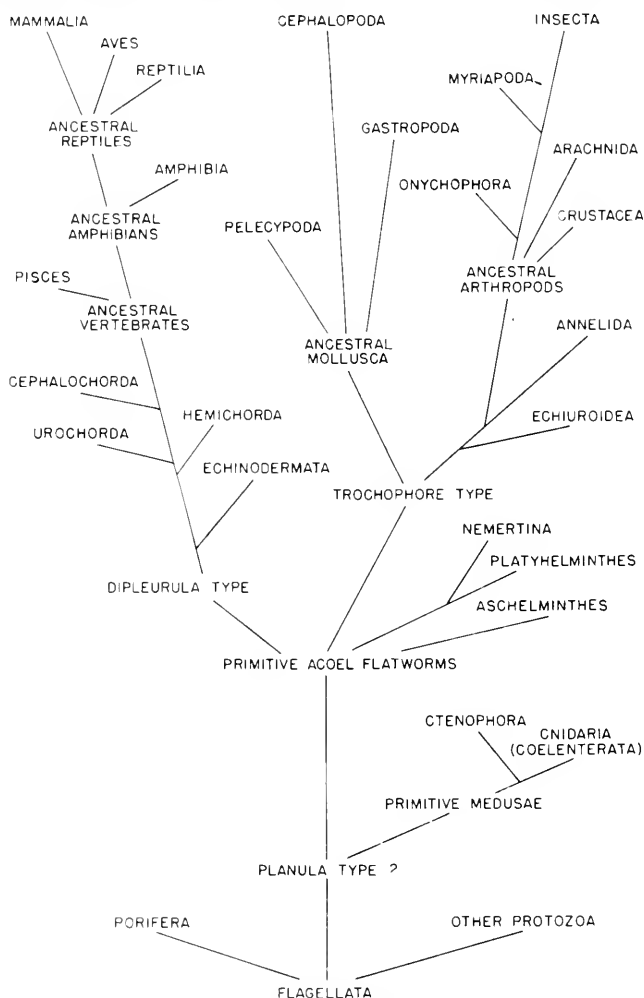 MAMMALIA
CEPHALOPODA
INSECTA
AVES
REPTILIA
MYRIAPODA
ANCESTRAL
REPTILES
GASTROPODA
ARACHNIDA
AMPHIBIA
ONYCHOPHORA
ANCESTRAL
AMPHIBIANS
PELECYPODA
CRUSTACEA
PISCES
ANCESTRAL
ARTHROPODS
ANCESTRAL
VERTEBRATES
ANCESTRAL
MOLLUSCA
ANNELIDA
CEPHALOCHORDA
HEMICHORDA
ECHIUROIDEA
UROCHORDA
ECHINODERMATA
TROCHOPHORE TYPE
NEMERTINA
PLATYHELMINTHES
DIPLEURULA TYPE
ASCHELMINTHES
PRIMITIVE ACOEL FLATWORMS
CTENOPHORA
CNIDARIA
(COELENTERATA)
PRIMITIVE MEDUSAE
PLANULA TYPE ?
PORIFERA
OTHER PROTOZOA
FLAGELLATA